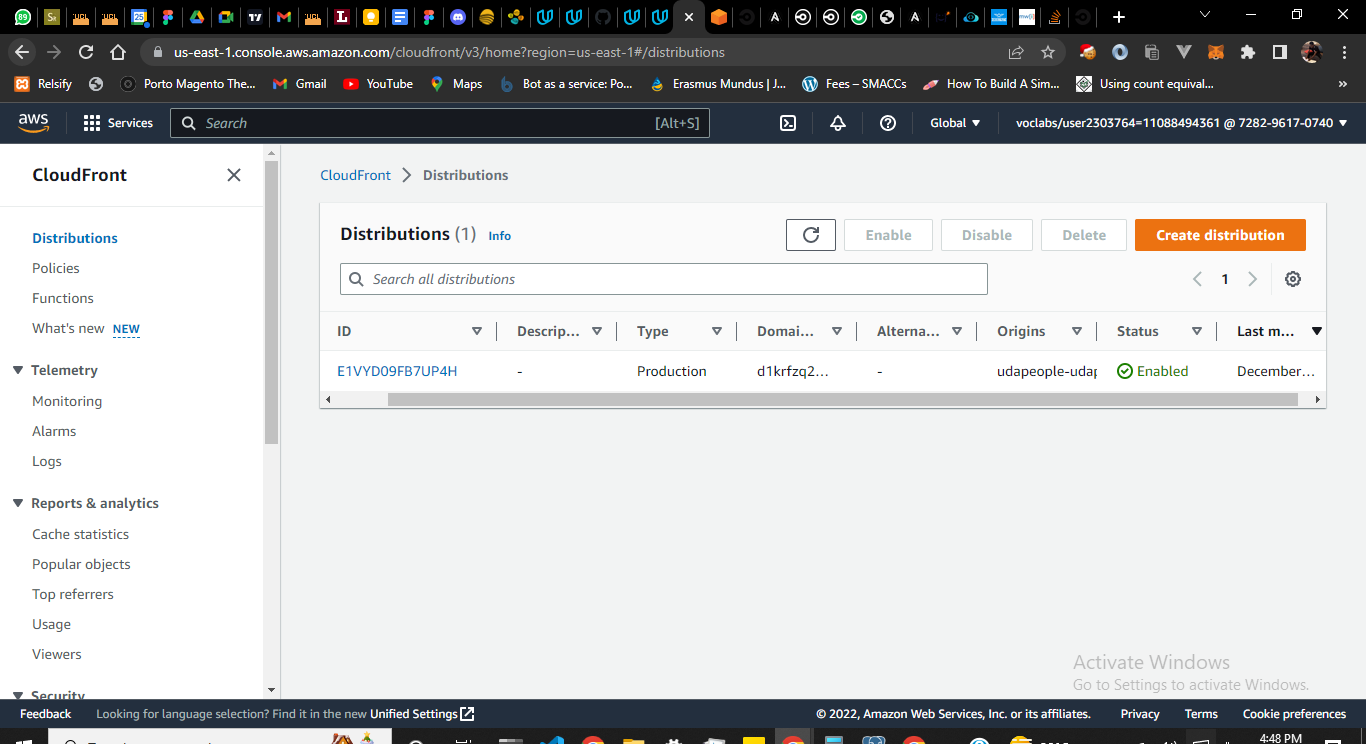 us-east-1.console.aws.amazon.com/cloudfront/v3/home?region=us-east-1#/distributions
Relsify Porto Magento The... Gmail YouTube Maps Bot as a service: Po... Erasmus Mundus | J... Fees – SMACCs How To Build A Sim... Using count equival... »
aws Services Search [Alt+S] Global voclabs/user2303764=11088494361 @ 7282-9617-0740
CloudFront
Distributions
Policies
Functions
What's new NEW
Telemetry
Monitoring
Alarms
Logs
Reports & analytics
Cache statistics
Popular objects
Top referrers
Usage
Viewers
Security
CloudFront Distributions
Distributions (1) Info Enable Disable Delete Create distribution
Search all distributions 1
ID Descrip... Type Domai... Alterna... Origins Status Last m...
E1VYD09FB7UP4H - Production d1krfzq2... - udapeople-udap Enabled December...
Activate Windows
Go to Settings to activate Windows.
Feedback Looking for language selection? Find it in the new Unified Settings © 2022, Amazon Web Services, Inc. or its affiliates. Privacy Terms Cookie preferences
4:48 PM